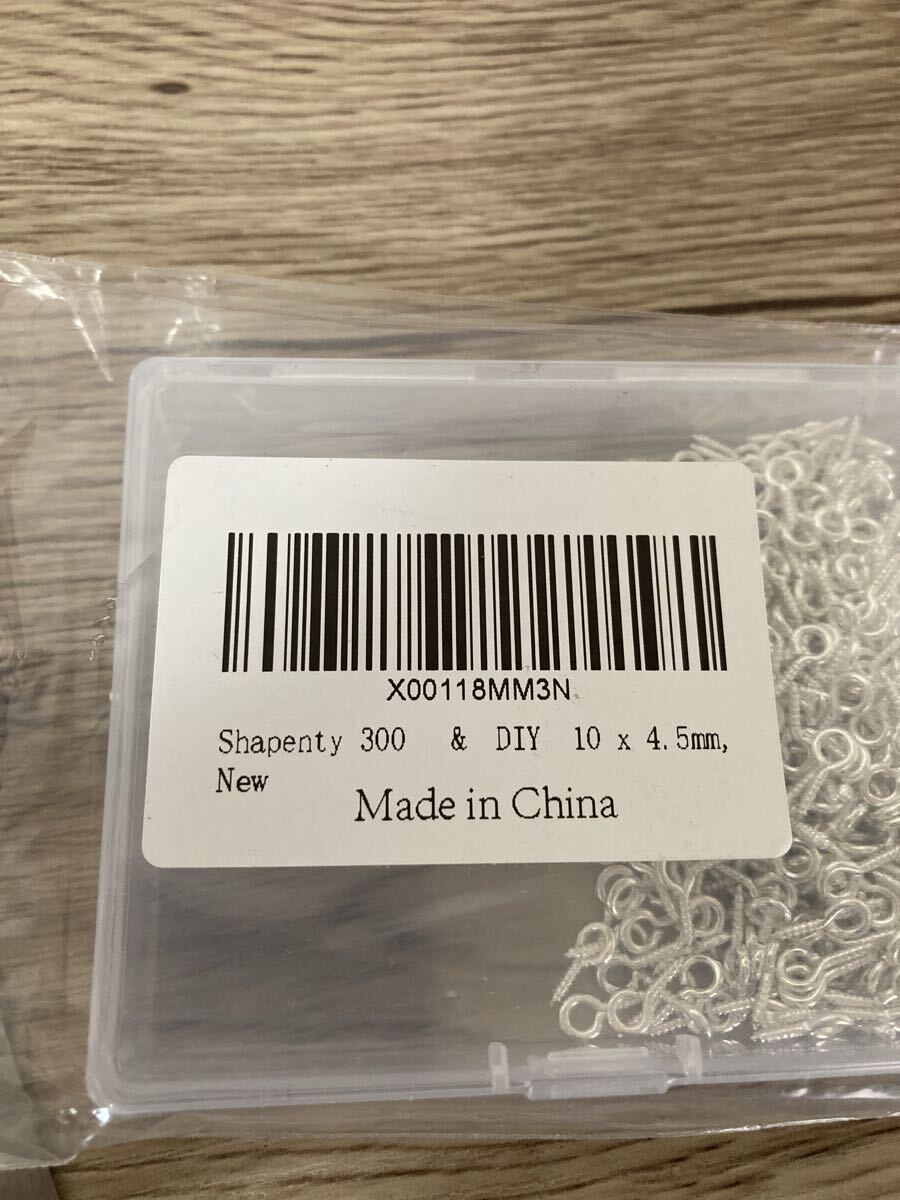 X00118MM3N
Shapenty 300 & DIY 10 x 4.5mm,
New
Made in China